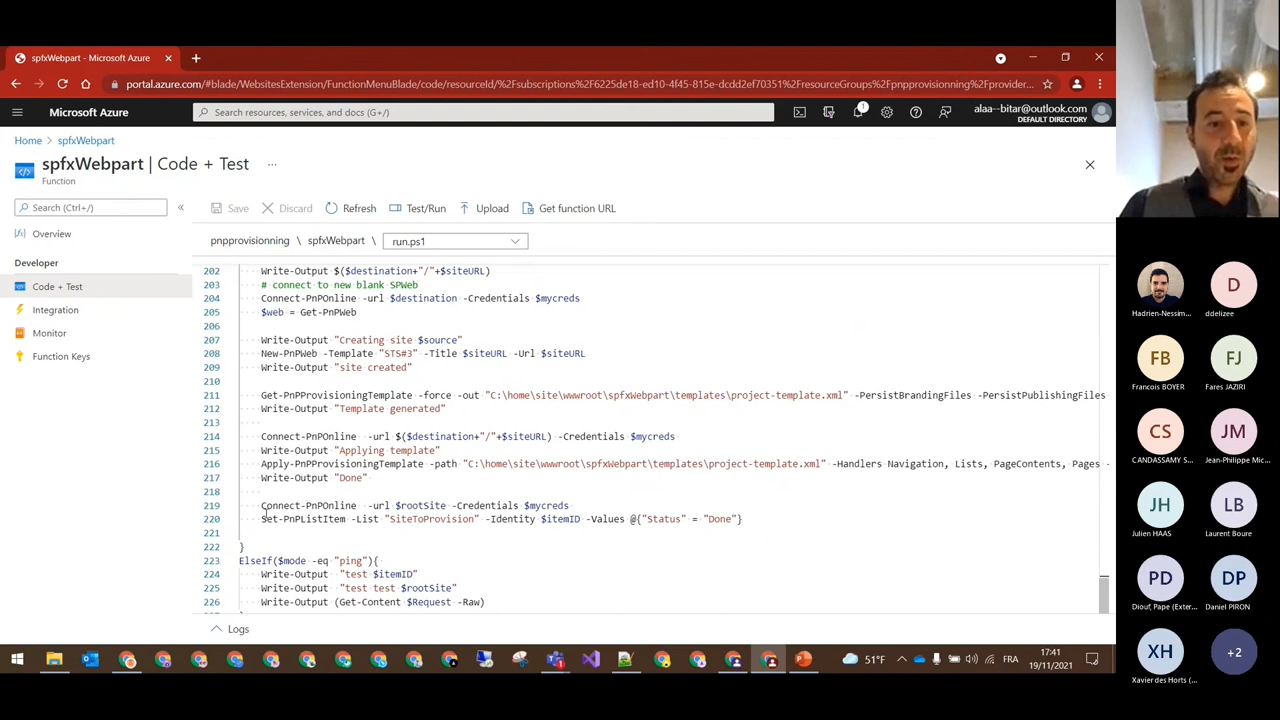 spfxWebpart - Microsoft Azure
portal.azure.com/#blade/WebsitesExtension/FunctionMenuBlade/code/resourceId/%2Fsubscriptions%2F6225de18-ed10-4f45-815e-dcdd2ef70351%2FresourceGroups%2Fpnpprovisionning%2Fprovider...
Microsoft Azure
Search resources, services, and docs (G+/)
1
alaa--bitar@outlook.com
DEFAULT DIRECTORY
Home > spfxWebpart
spfxWebpart | Code + Test ...
Function
Search (Ctrl+/)
«
Save
Discard
Refresh
Test/Run
Upload
Get function URL
Overview
Developer
Code + Test
Integration
Monitor
Function Keys
pnpprovisionning \ spfxWebpart \ run.ps1
202 Write-Output $($destination+"/"+$siteURL)
203 # connect to new blank SPWeb
204 Connect-PnPOnline -url $destination -Credentials $mycreds
205 $web = Get-PnPWeb
206
207 Write-Output "Creating site $source"
208 New-PnPWeb -Template "STS#3" -Title $siteURL -Url $siteURL
209 Write-Output "site created"
210
211 Get-PnPProvisioningTemplate -force -out "C:\home\site\wwwroot\spfxWebpart\templates\project-template.xml" -PersistBrandingFiles -PersistPublishingFiles
212 Write-Output "Template generated"
213
214 Connect-PnPOnline -url $($destination+"/"+$siteURL) -Credentials $mycreds
215 Write-Output "Applying template"
216 Apply-PnPProvisioningTemplate -path "C:\home\site\wwwroot\spfxWebpart\templates\project-template.xml" -Handlers Navigation, Lists, PageContents, Pages -
217 Write-Output "Done"
218
219 Connect-PnPOnline -url $rootSite -Credentials $mycreds
220 Set-PnPListItem -List "SiteToProvision" -Identity $itemID -Values @{"Status" = "Done"}
221
222 }
223 ElseIf($mode -eq "ping"){
224 Write-Output "test $itemID"
225 Write-Output "test test $rootSite"
226 Write-Output (Get-Content $Request -Raw)
Logs
51°F
FRA
17:41
19/11/2021
Hadrien-Nessim...
D
ddelizee
FB
Francois BOYER
FJ
Fares JAZIRI
CS
CANDASSAMY S...
JM
Jean-Philippe Mic...
JH
Julien HAAS
LB
Laurent Boure
PD
Diouf, Pape (Exter...
DP
Daniel PIRON
XH
Xavier des Horts (...
+2